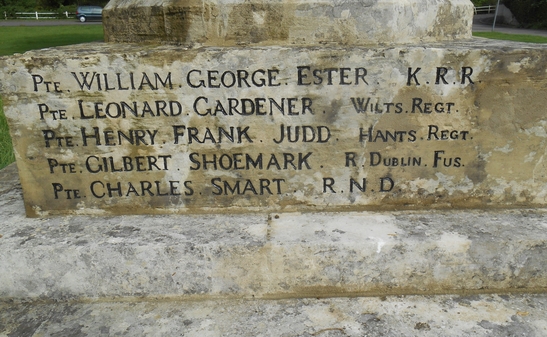 Pte. William. George. Ester. K.R.R.
Pte. Leonard. Gardener Wilts. Regt.
Pte. Henry. Frank. Judd. Hants. Regt.
Pte. Gilbert. Shoemark. R. Dublin. Fus.
Pte. Charles. Smart. R.N.D.